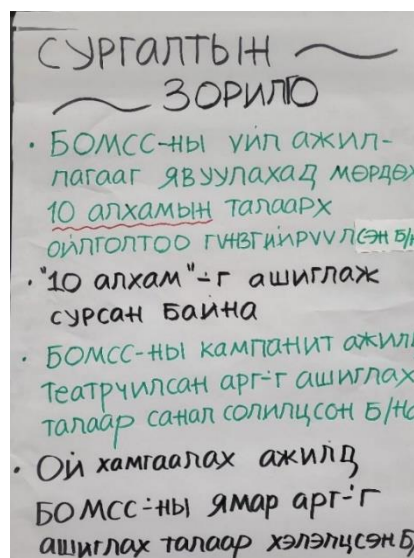 СУРГАЛТЫН
ЗОРИЛГО
• БОМСС-НЫ ҮЙЛ АЖИЛ-
ЛАГААГ ЯВУУЛАХАД МӨРДӨХ
10 АЛХАМЫН ТАЛААРХ
ОЙЛГОЛТОО ГҮНЗГИЙРҮҮЛСЭН Б/Н
• "10 АЛХАМ"-Г АШИГЛАЖ
СУРСАН БАЙНА
• БОМСС-НЫ КАМПАНИТ АЖИЛД
ТЕАТРЧИЛСАН АРГ-Г АШИГЛАХ
ТАЛААР САНАЛ СОЛИЛЦСОН Б/НА
• ОЙ ХАМГААЛАХ АЖИЛД
БОМСС-НЫ ЯМАР АРГ-Г
АШИГЛАХ ТАЛААР ХЭЛЭЛЦСЭН Б